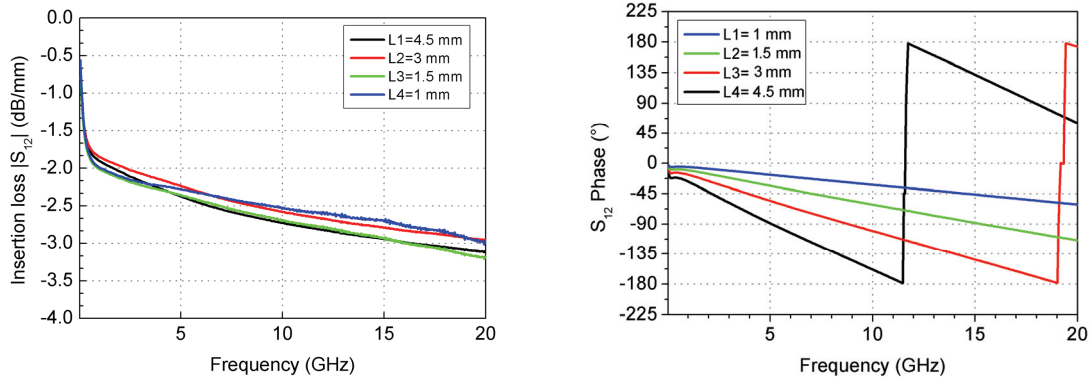 0.0
-0.5
-1.0
-1.5
-2.0
-2.5
-3.0
-3.5
-4.0
Insertion loss |S12| (dB/mm)
L1=4.5 mm
L2=3 mm
L3=1.5 mm
L4=1 mm
5
10
15
20
Frequency (GHz)
225
180
135
90
45
0
-45
-90
-135
-180
-225
S12 Phase (°)
L1= 1 mm
L2= 1.5 mm
L3= 3 mm
L4= 4.5 mm
5
10
15
20
Frequency (GHz)